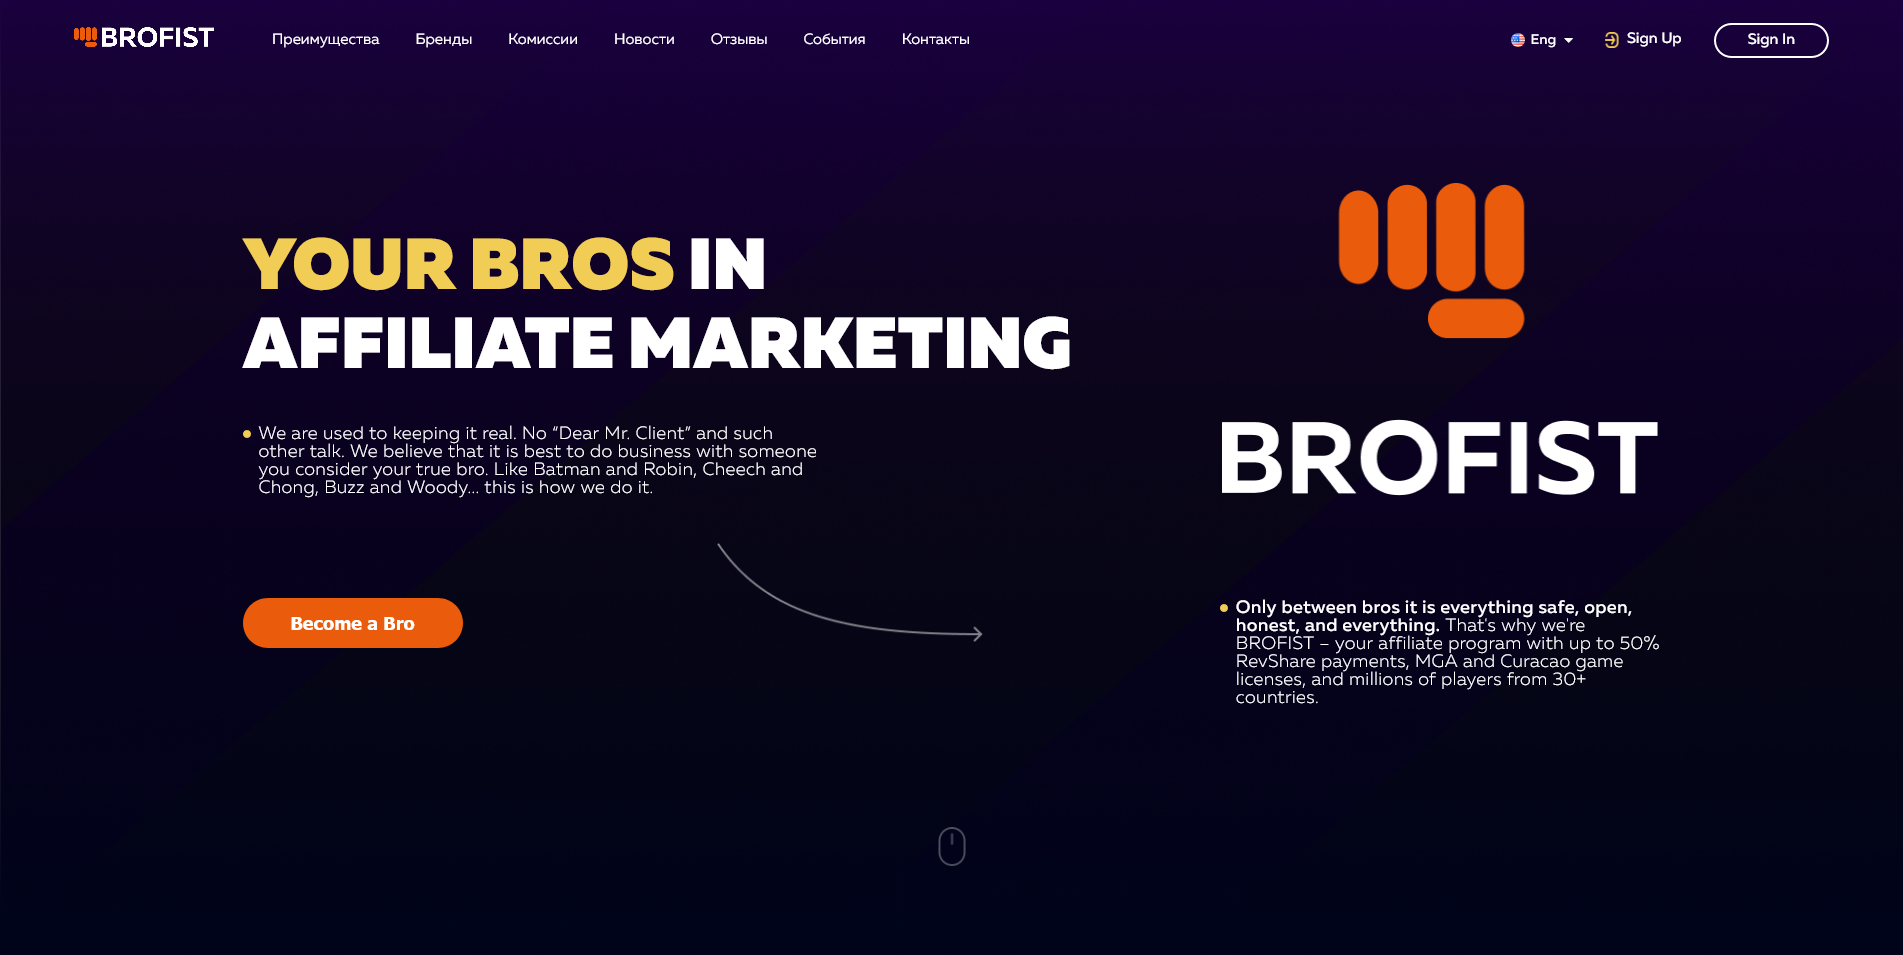 BROFIST
Преимущества
Бренды
Комиссии
Новости
Отзывы
События
Контакты
Eng
Sign Up
Sign In
YOUR BROS IN
AFFILIATE MARKETING
We are used to keeping it real. No “Dear Mr. Client” and such
other talk. We believe that it is best to do business with someone
you consider your true bro. Like Batman and Robin, Cheech and
Chong, Buzz and Woody... this is how we do it.
Become a Bro
BROFIST
Only between bros it is everything safe, open,
honest, and everything. That's why we're
BROFIST – your affiliate program with up to 50%
RevShare payments, MGA and Curacao game
licenses, and millions of players from 30+
countries.